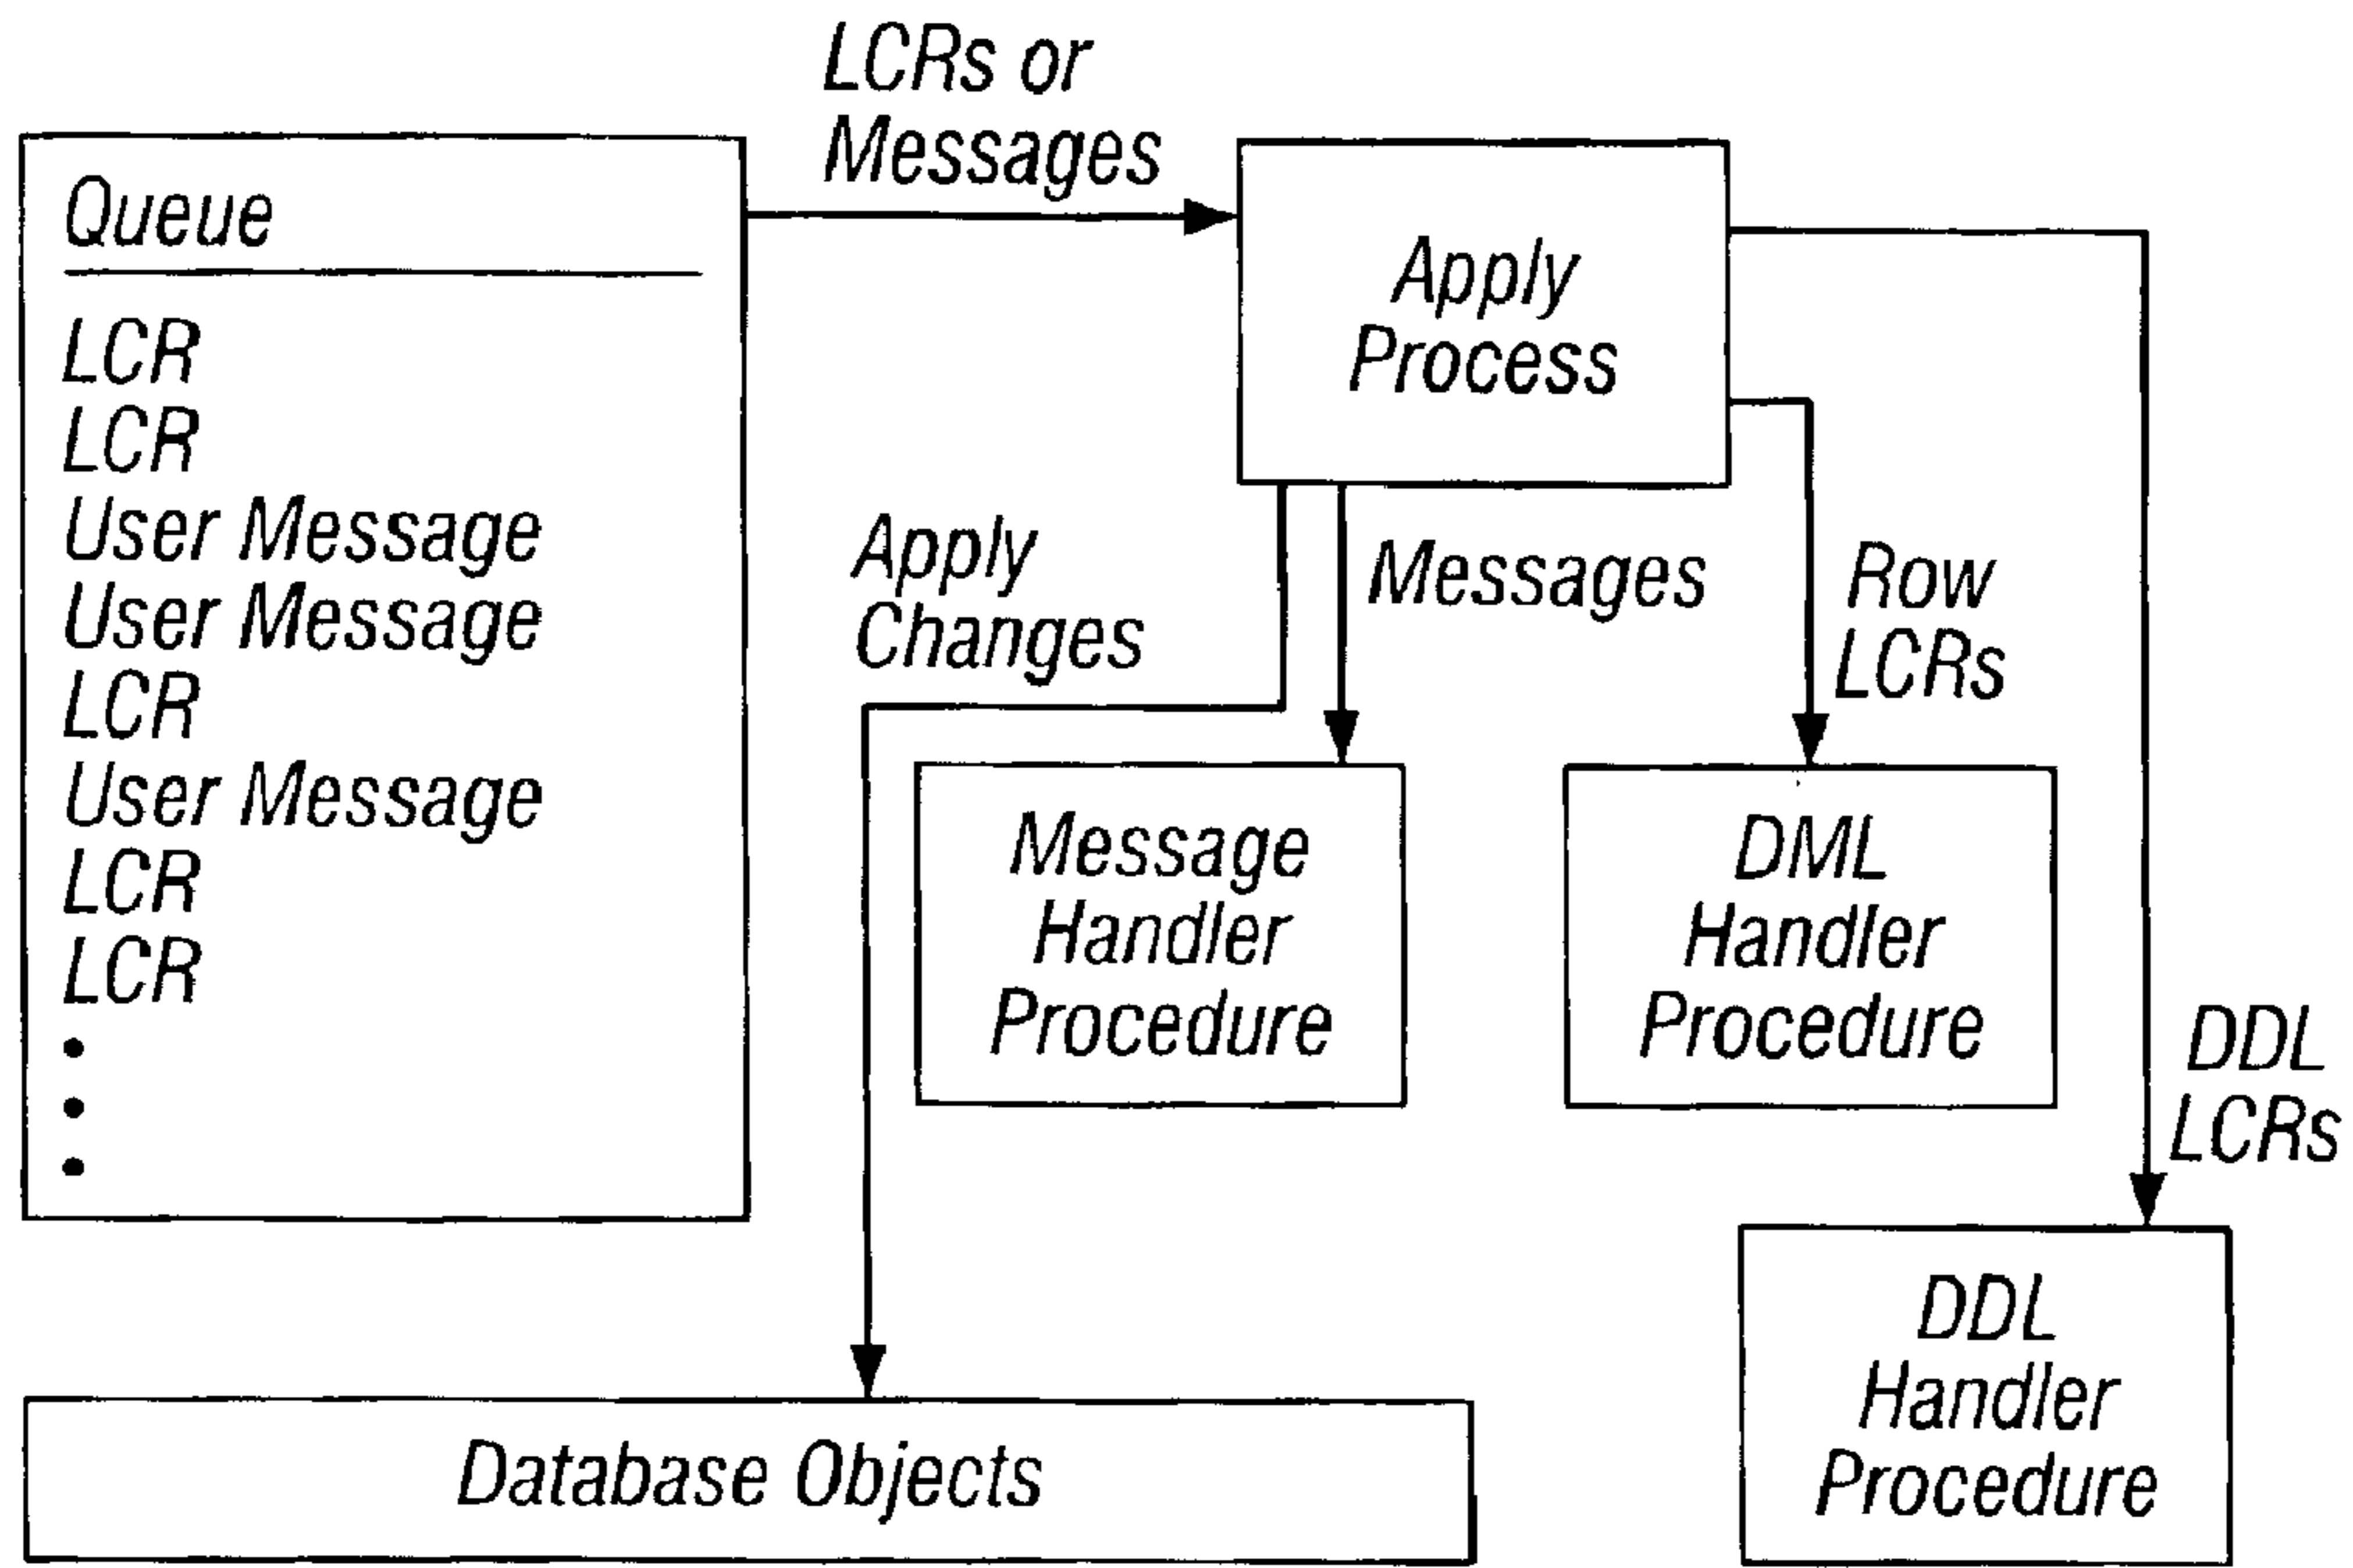 LCRs or
Messages
Queue
LCR
LCR
User Message
User Message
LCR
User Message
LCR
LCR
Apply
Process
Apply
Changes
Messages
Row
LCRs
DDL
LCRs
Message
Handler
Procedure
DML
Handler
Procedure
DDL
Handler
Procedure
Database Objects